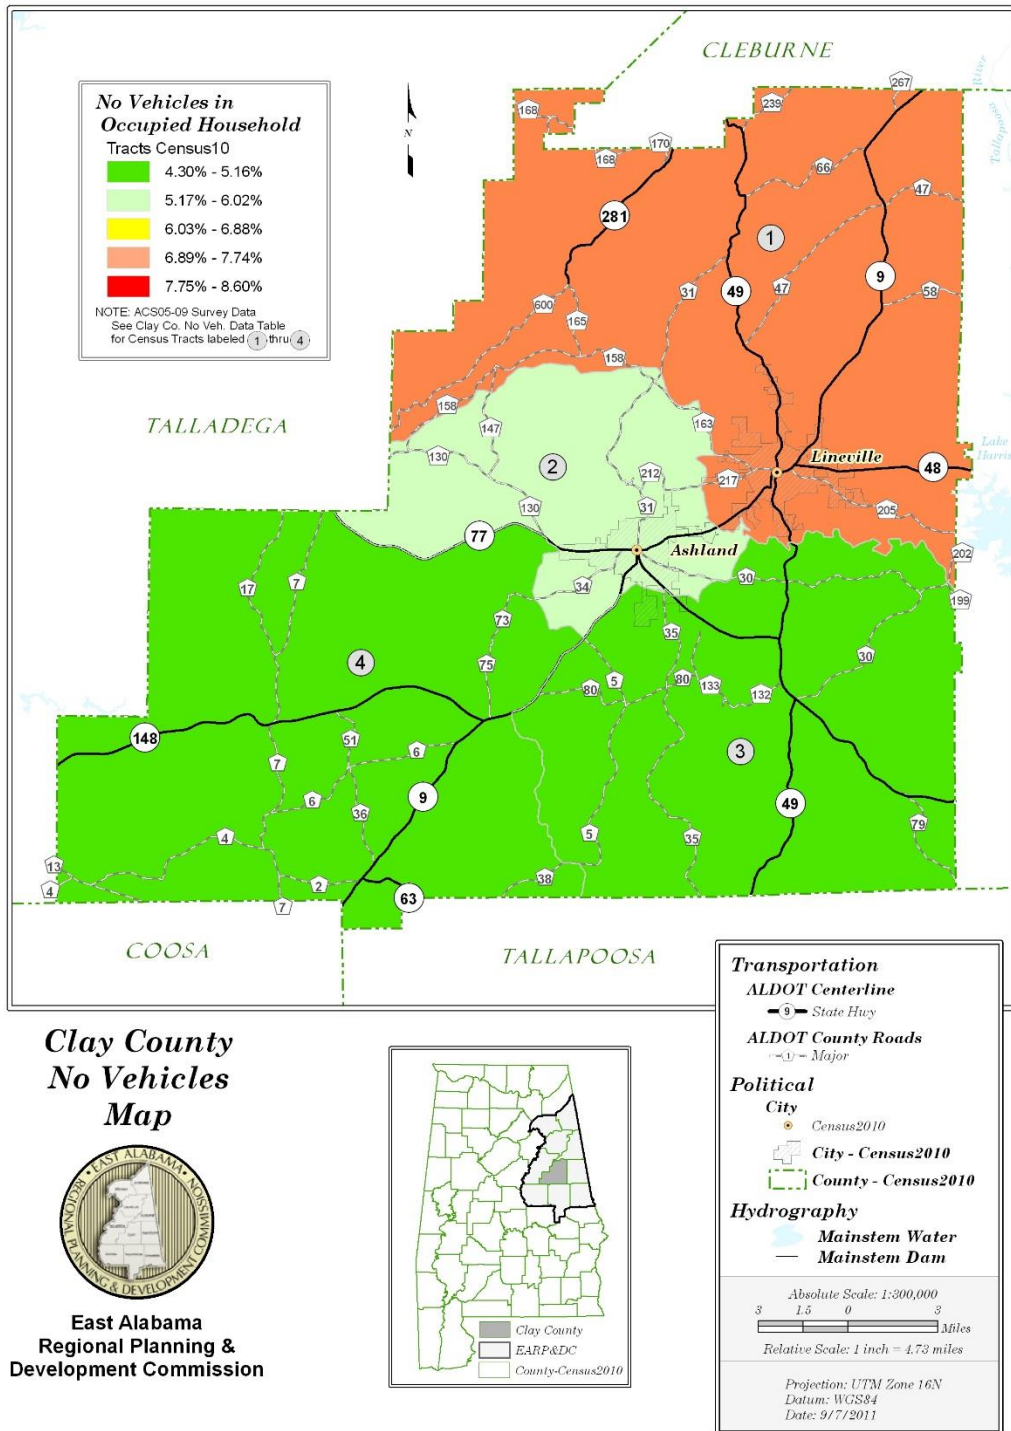 CLEBURNE
River
Tallapoosa
No Vehicles in
Occupied Household
Tracts Census10
4.30% - 5.16%
5.17% - 6.02%
6.03% - 6.88%
6.89% - 7.74%
7.75% - 8.60%
NOTE: ACS05-09 Survey Data
See Clay Co. No Veh. Data Table
for Census Tracts labeled 1 thru 4
N
168
239
267
170
168
66
47
281
1
49
9
31
47
58
600
165
158
158
163
147
130
TALLADEGA
2
212
217
Lineville
48
Lake
Harris
130
31
205
77
Ashland
202
17
7
34
30
199
73
35
30
4
75
5
80
80
133
132
148
51
6
3
7
9
49
6
36
5
35
79
4
13
4
2
7
63
38
COOSA
TALLAPOOSA
Clay County
No Vehicles
Map
EAST ALABAMA
REGIONAL PLANNING & DEVELOPMENT COMMISSION
East Alabama
Regional Planning &
Development Commission
Clay County
EARP&DC
County-Census2010
Transportation
ALDOT Centerline
9 State Hwy
ALDOT County Roads
1 Major
Political
City
Census2010
City - Census2010
County - Census2010
Hydrography
Mainstem Water
Mainstem Dam
Absolute Scale: 1:300,000
3 1.5 0 3
Miles
Relative Scale: 1 inch = 4.73 miles
Projection: UTM Zone 16N
Datum: WGS84
Date: 9/7/2011